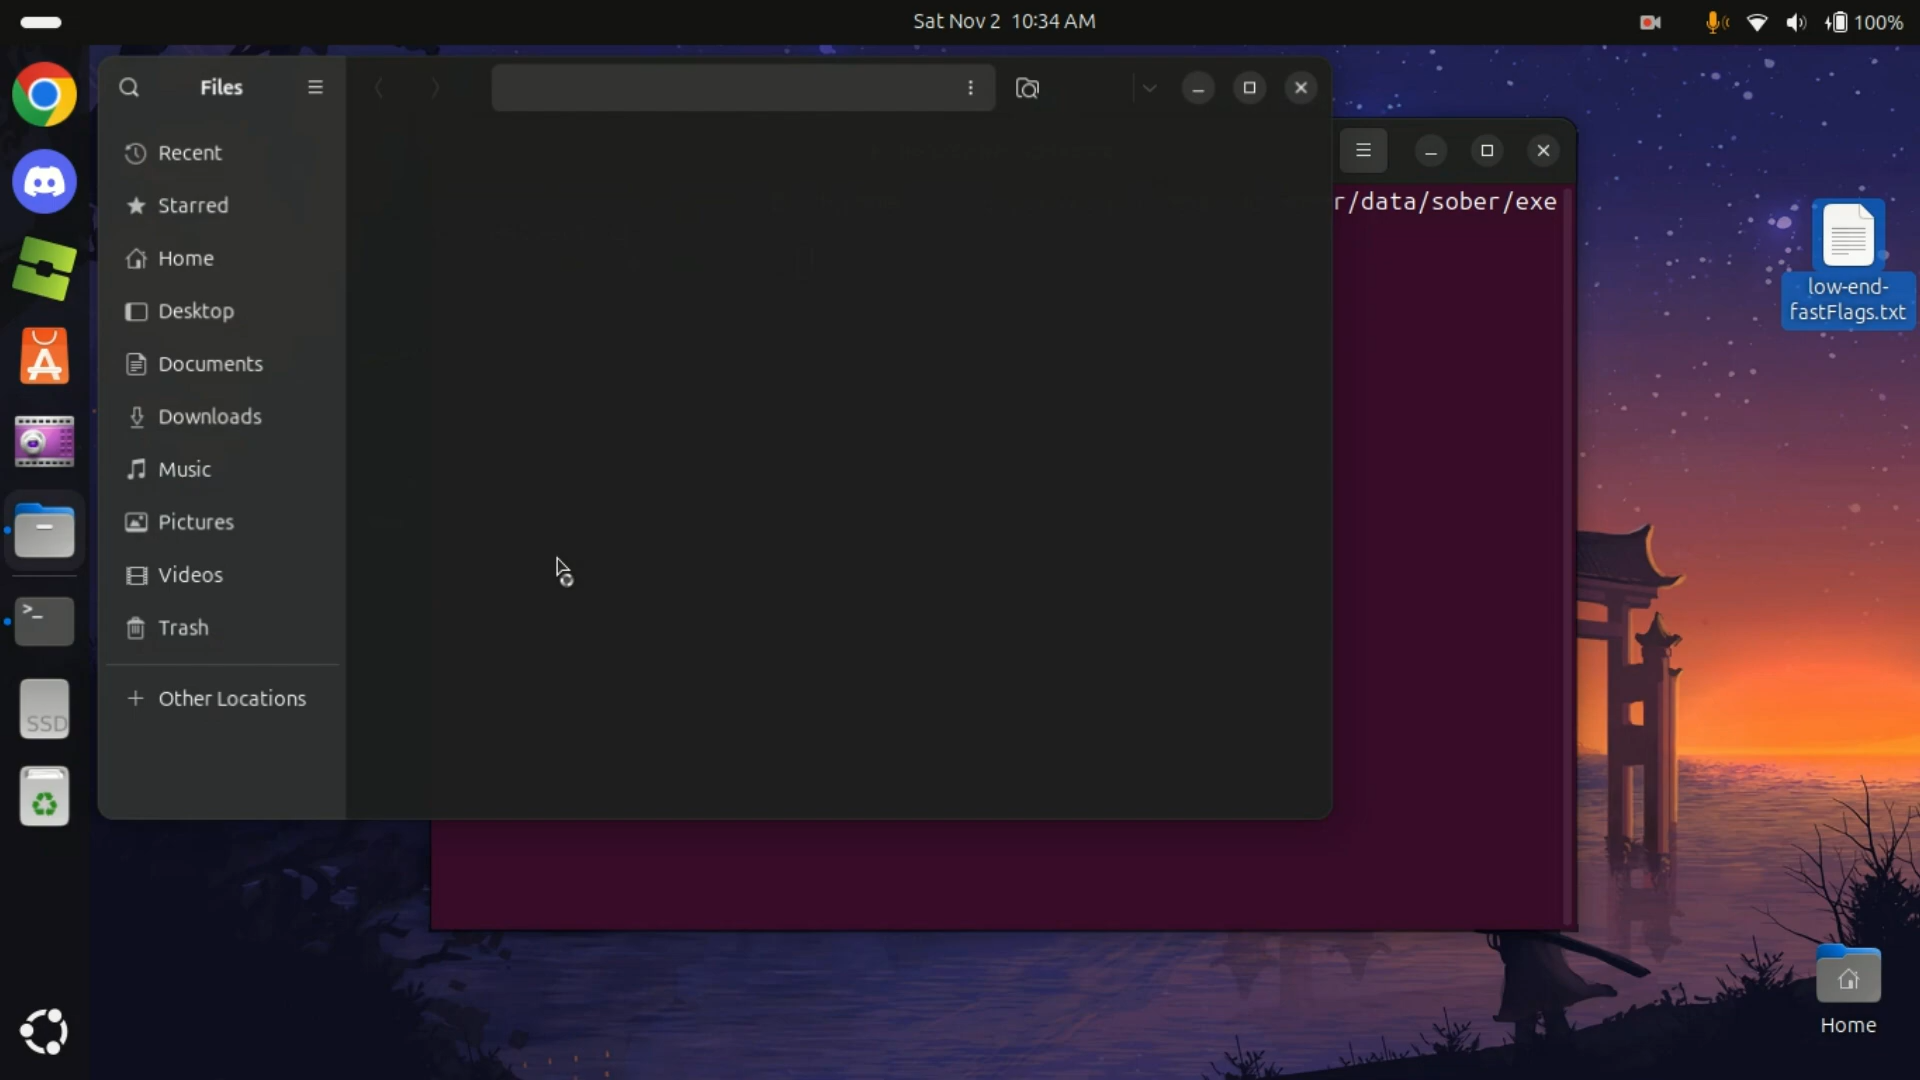 Sat Nov 2 10:34 AM
100%
Files
Recent
Starred
Home
Desktop
Documents
Downloads
Music
Pictures
Videos
Trash
Other Locations
r/data/sober/exe
low-end-
fastFlags.txt
>_
SSD
Home